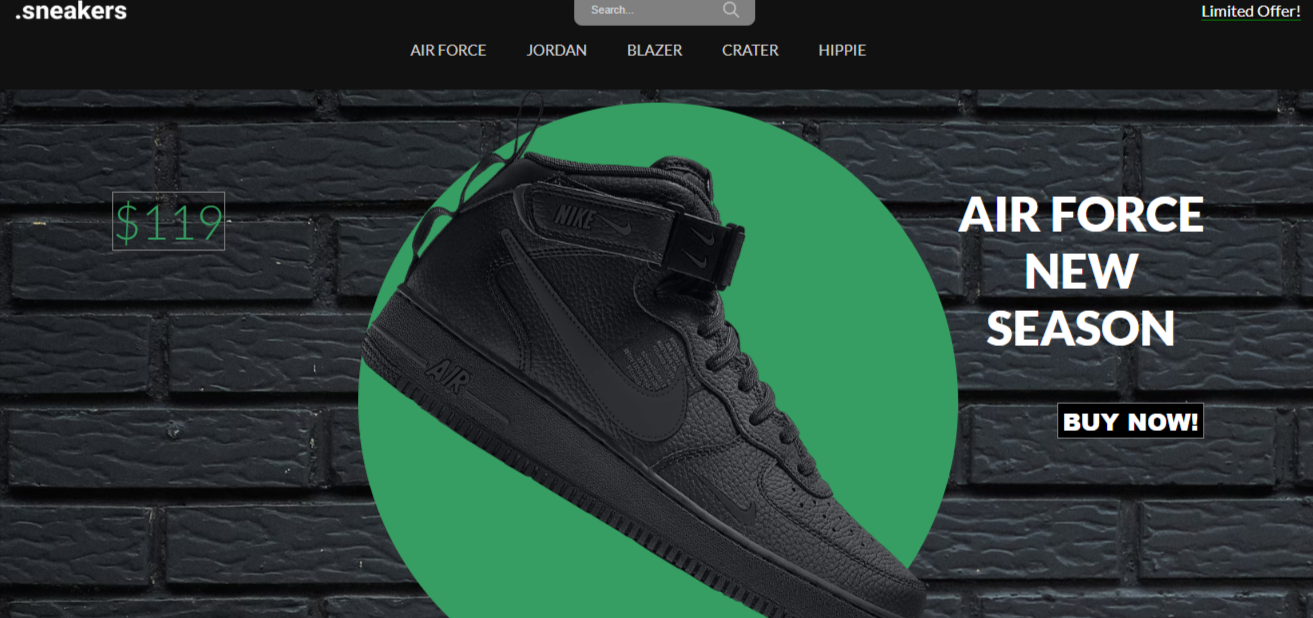 .sneakers
Search...
Limited Offer!
AIR FORCE
JORDAN
BLAZER
CRATER
HIPPIE
$119
NIKE
AIR
AIR FORCE
NEW
SEASON
BUY NOW!